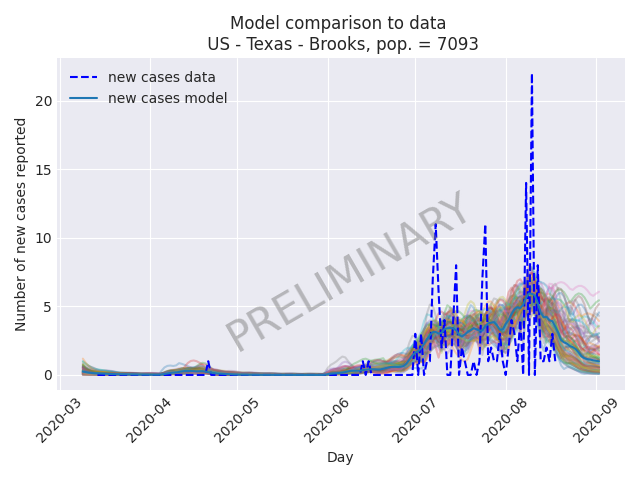 Model comparison to data
US - Texas - Brooks, pop. = 7093
new cases data
new cases model
Number of new cases reported
20
15
10
5
0
PRELIMINARY
2020-03
2020-04
2020-05
2020-06
2020-07
2020-08
2020-09
Day